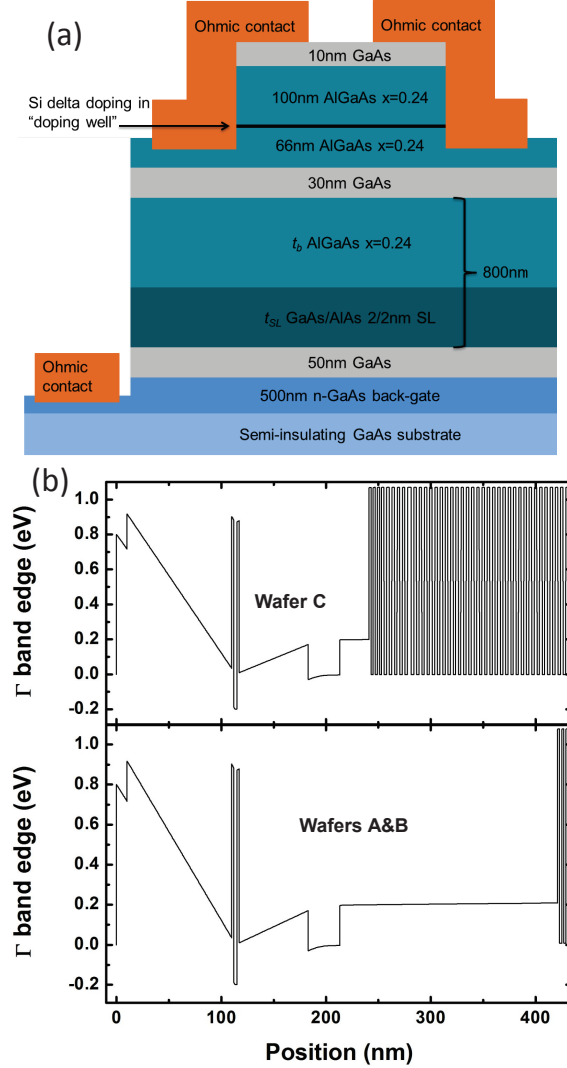 (a)
Ohmic contact
Ohmic contact
10nm GaAs
Si delta doping in
“doping well”
100nm AlGaAs x=0.24
66nm AlGaAs x=0.24
30nm GaAs
t_b AlGaAs x=0.24
800nm
t_SL GaAs/AlAs 2/2nm SL
50nm GaAs
Ohmic
contact
500nm n-GaAs back-gate
Semi-insulating GaAs substrate
(b)
Γ band edge (eV)
1.0
0.8
0.6
0.4
0.2
0.0
-0.2
Wafer C
Γ band edge (eV)
1.0
0.8
0.6
0.4
0.2
0.0
-0.2
Wafers A&B
0 100 200 300 400
Position (nm)